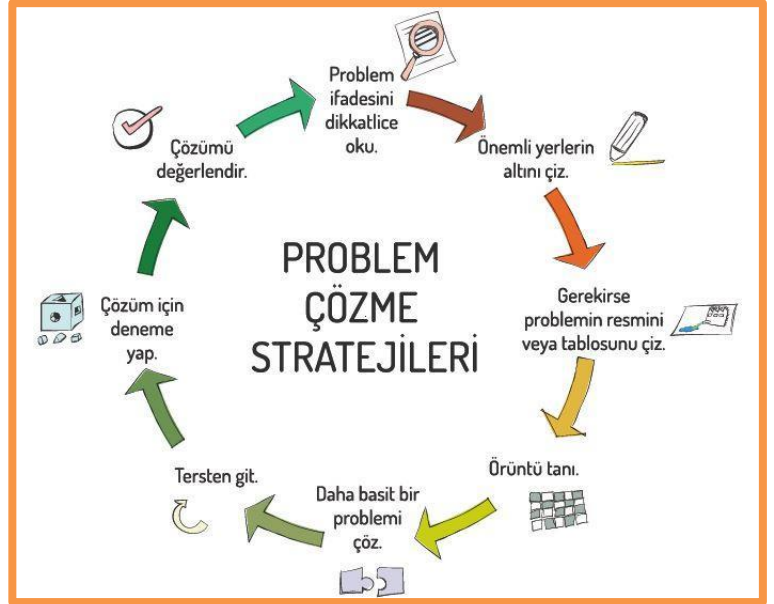 Problem
ifadesini
dikkatlice
oku.
Önemli yerlerin
altını çiz.
Gerekirse
problemin resmini
veya tablosunu çiz.
Örüntü tanı.
Daha basit bir
problemi
çöz.
Tersten git.
Çözüm için
deneme
yap.
Çözümü
değerlendir.
PROBLEM
ÇÖZME
STRATEJİLERİ